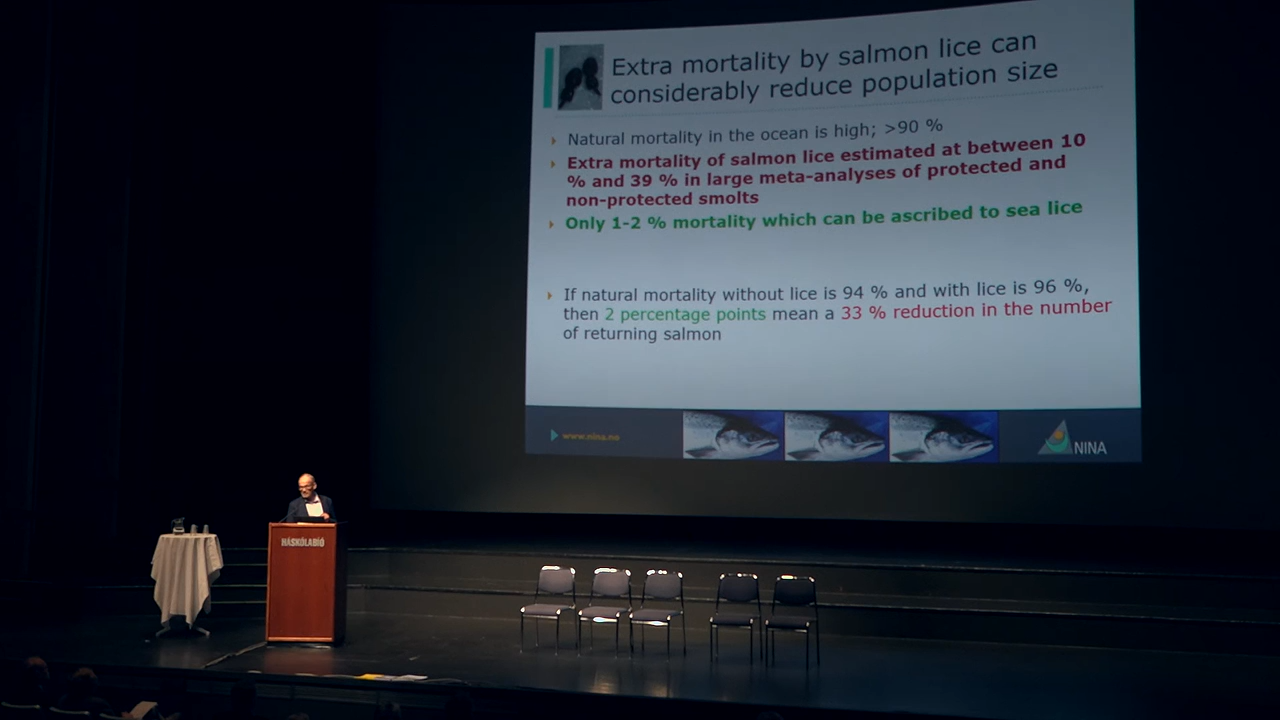 Extra mortality by salmon lice can
considerably reduce population size
Natural mortality in the ocean is high; >90 %
Extra mortality of salmon lice estimated at between 10
% and 39 % in large meta-analyses of protected and
non-protected smolts
Only 1-2 % mortality which can be ascribed to sea lice
If natural mortality without lice is 94 % and with lice is 96 %,
then 2 percentage points mean a 33 % reduction in the number
of returning salmon
www.nina.no
NINA
HÁSKÓLABÍÓ